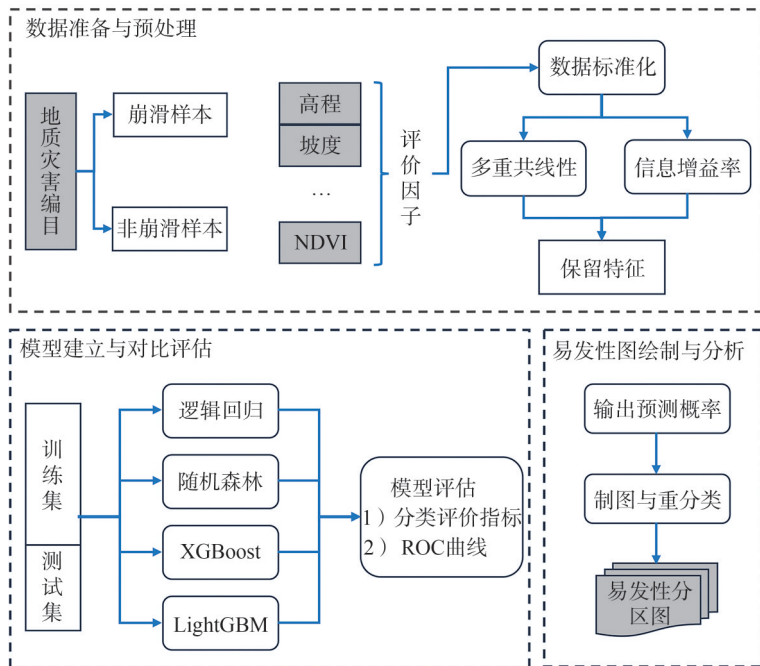 数据准备与预处理
地质灾害编目
崩滑样本
非崩滑样本
高程
坡度
…
NDVI
评价因子
数据标准化
多重共线性
信息增益率
保留特征
模型建立与对比评估
训练集
测试集
逻辑回归
随机森林
XGBoost
LightGBM
模型评估
1）分类评价指标
2） ROC曲线
易发性图绘制与分析
输出预测概率
制图与重分类
易发性分
区图